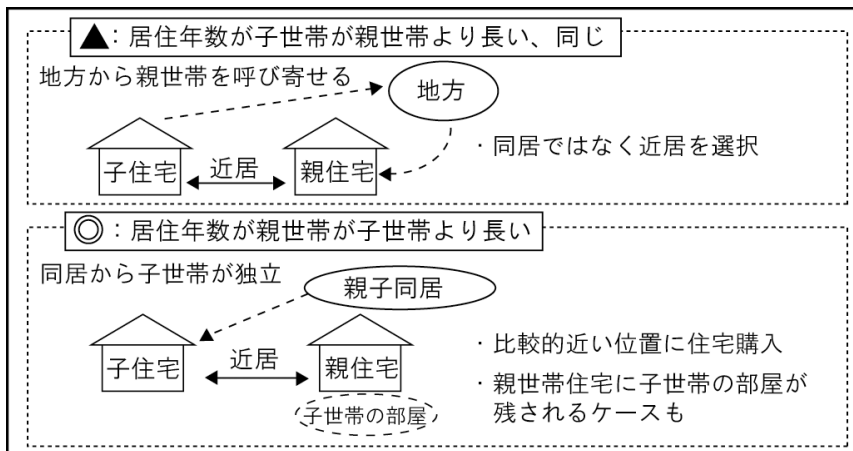 ▲：居住年数が子世帯が親世帯より長い、同じ
地方から親世帯を呼び寄せる
地方
子住宅
近居
親住宅
・同居ではなく近居を選択
◎：居住年数が親世帯が子世帯より長い
同居から子世帯が独立
親子同居
子住宅
近居
親住宅
子世帯の部屋
・比較的近い位置に住宅購入
・親世帯住宅に子世帯の部屋が
残されるケースも